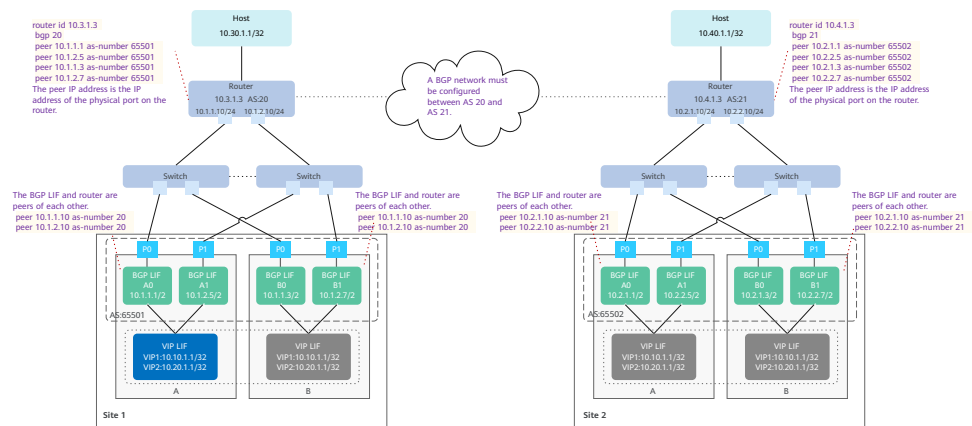 router id 10.3.1.3
bgp 20
peer 10.1.1.1 as-number 65501
peer 10.1.2.5 as-number 65501
peer 10.1.1.3 as-number 65501
peer 10.1.2.7 as-number 65501
The peer IP address is the IP
address of the physical port on the
router.
Host
10.30.1.1/32
Router
10.3.1.3 AS:20
10.1.1.10/24 10.1.2.10/24
A BGP network must
be configured
between AS 20 and
AS 21.
Host
10.40.1.1/32
Router
10.4.1.3 AS:21
10.2.1.10/24 10.2.2.10/24
router id 10.4.1.3
bgp 21
peer 10.2.1.1 as-number 65502
peer 10.2.2.5 as-number 65502
peer 10.2.1.3 as-number 65502
peer 10.2.2.7 as-number 65502
The peer IP address is the IP address
of the physical port on the router.
Switch
Switch
Switch
Switch
The BGP LIF and router are
peers of each other.
peer 10.1.1.10 as-number 20
peer 10.1.2.10 as-number 20
The BGP LIF and router are
peers of each other.
peer 10.1.1.10 as-number 20
peer 10.1.2.10 as-number 20
The BGP LIF and router are
peers of each other.
peer 10.2.1.10 as-number 21
peer 10.2.2.10 as-number 21
The BGP LIF and router are
peers of each other.
peer 10.2.1.10 as-number 21
peer 10.2.2.10 as-number 21
P0
P1
P0
P1
BGP LIF
A0
10.1.1.1/2
BGP LIF
A1
10.1.2.5/2
BGP LIF
B0
10.1.1.3/2
BGP LIF
B1
10.1.2.7/2
AS:65501
VIP LIF
VIP1:10.10.1.1/32
VIP2:10.20.1.1/32
VIP LIF
VIP1:10.10.1.1/32
VIP2:10.20.1.1/32
A
B
Site 1
P0
P1
P0
P1
BGP LIF
A0
10.2.1.1/2
BGP LIF
A1
10.2.2.5/2
BGP LIF
B0
10.2.1.3/2
BGP LIF
B1
10.2.2.7/2
AS:65502
VIP LIF
VIP1:10.10.1.1/32
VIP2:10.20.1.1/32
VIP LIF
VIP1:10.10.1.1/32
VIP2:10.20.1.1/32
A
B
Site 2